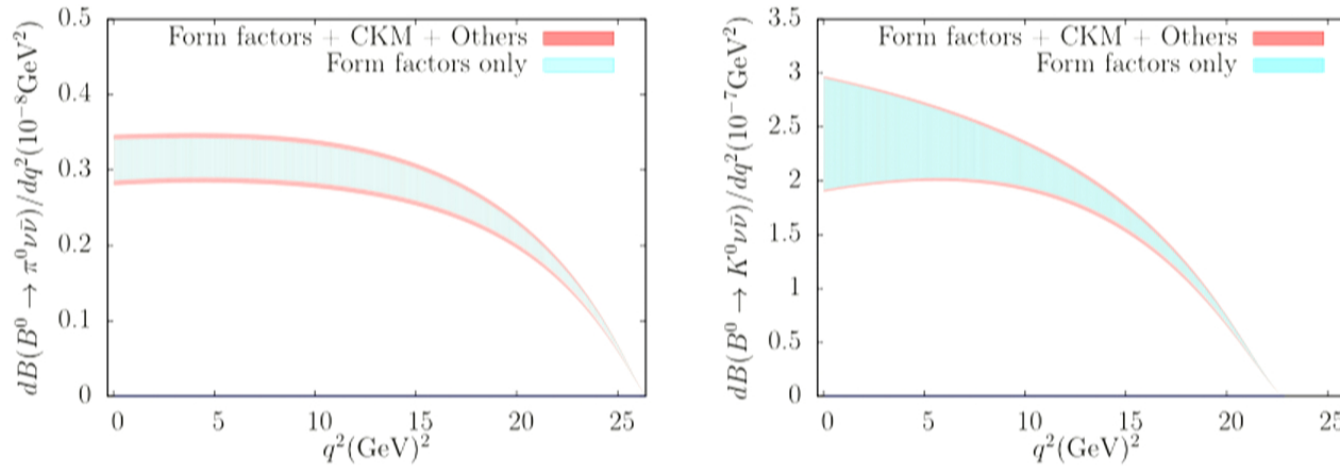 dB(B⁰ → π⁰νν̄)/dq²(10⁻⁸GeV²)
0.5
0.4
0.3
0.2
0.1
0
Form factors + CKM + Others
Form factors only
0 5 10 15 20 25
q²(GeV)²
dB(B⁰ → K⁰νν̄)/dq²(10⁻⁷GeV²)
3.5
3
2.5
2
1.5
1
0.5
0
Form factors + CKM + Others
Form factors only
0 5 10 15 20 25
q²(GeV)²